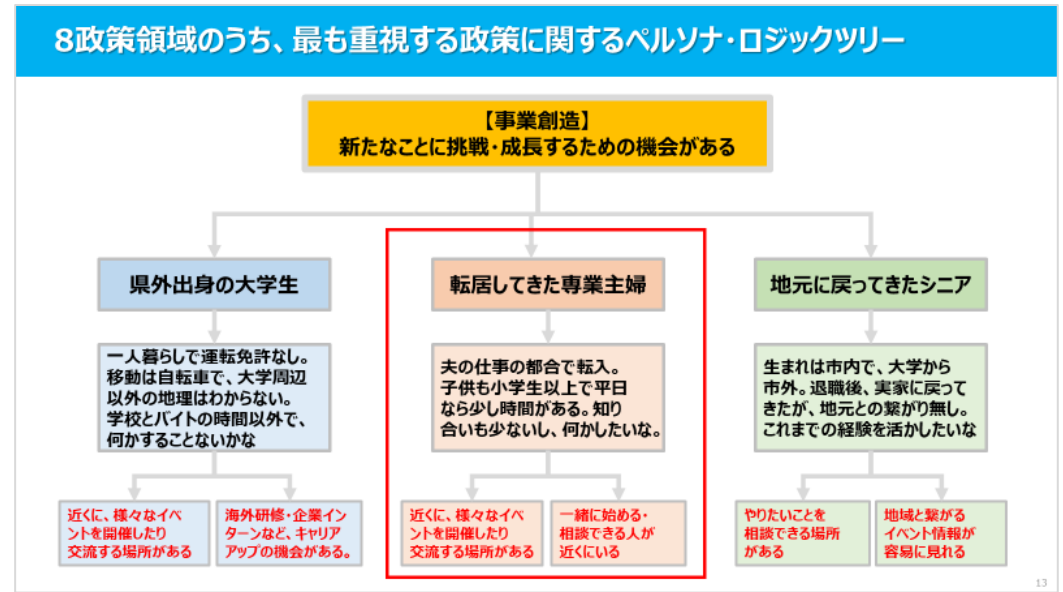 8政策領域のうち、最も重視する政策に関するペルソナ・ロジックツリー
【事業創造】
新たなことに挑戦・成長するための機会がある
県外出身の大学生
一人暮らしで運転免許なし。
移動は自転車で、大学周辺
以外の地理はわからない。
学校とバイトの時間以外で、
何かすることないかな
近くに、様々なイベ
ントを開催したり
交流する場所がある
海外研修・企業イン
ターンなど、キャリア
アップの機会がある。
転居してきた専業主婦
夫の仕事の都合で転入。
子供も小学生以上で平日
なら少し時間がある。知り
合いも少ないし、何かしたいな。
近くに、様々なイベ
ントを開催したり
交流する場所がある
一緒に始める・
相談できる人が
近くにいる
地元に戻ってきたシニア
生まれは市内で、大学から
市外。退職後、実家に戻って
きたが、地元との繋がり無し。
これまでの経験を活かしたいな
やりたいことを
相談できる場所
がある
地域と繋がる
イベント情報が
容易に見れる
13